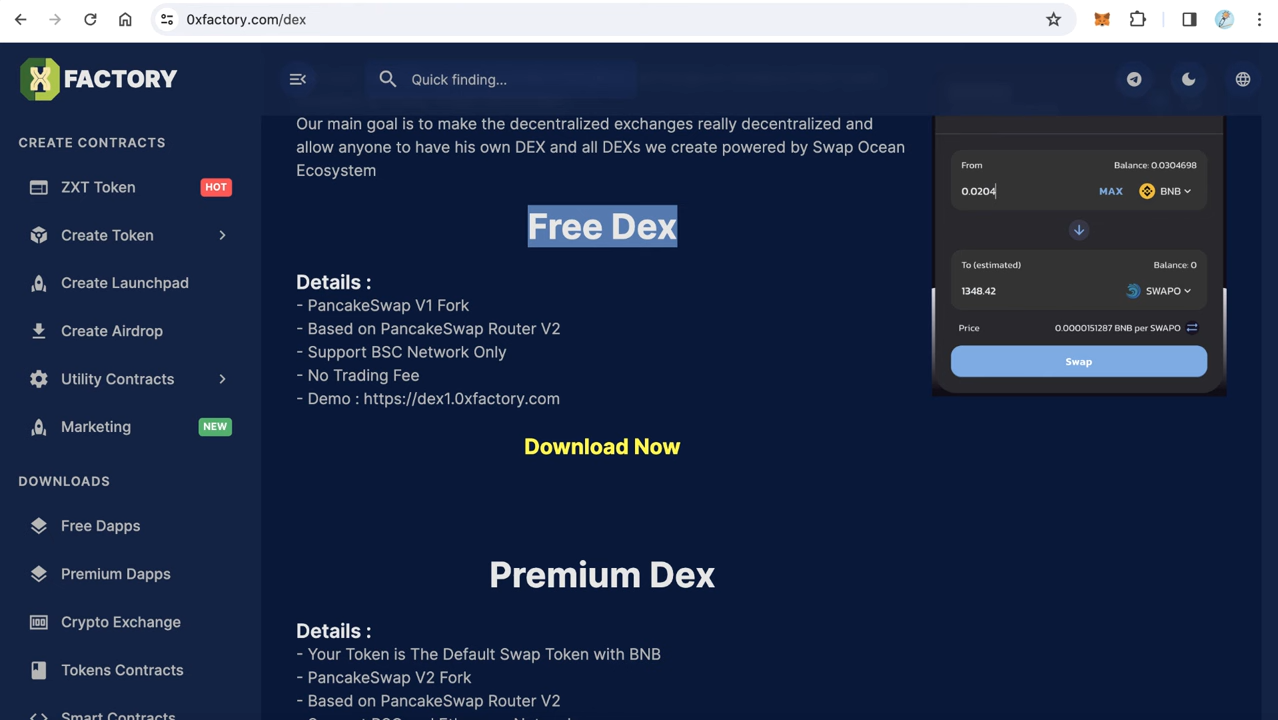 0xfactory.com/dex
FACTORY
Quick finding...
CREATE CONTRACTS
ZXT Token
HOT
Create Token
Create Launchpad
Create Airdrop
Utility Contracts
Marketing
NEW
DOWNLOADS
Free Dapps
Premium Dapps
Crypto Exchange
Tokens Contracts
Smart Contracts
Our main goal is to make the decentralized exchanges really decentralized and
allow anyone to have his own DEX and all DEXs we create powered by Swap Ocean
Ecosystem
Free Dex
Details :
- PancakeSwap V1 Fork
- Based on PancakeSwap Router V2
- Support BSC Network Only
- No Trading Fee
- Demo : https://dex1.0xfactory.com
Download Now
Premium Dex
Details :
- Your Token is The Default Swap Token with BNB
- PancakeSwap V2 Fork
- Based on PancakeSwap Router V2
From
Balance: 0.0304698
0.0204
MAX
BNB
To (estimated)
Balance: 0
1348.42
SWAPO
Price
0.0000151287 BNB per SWAPO
Swap